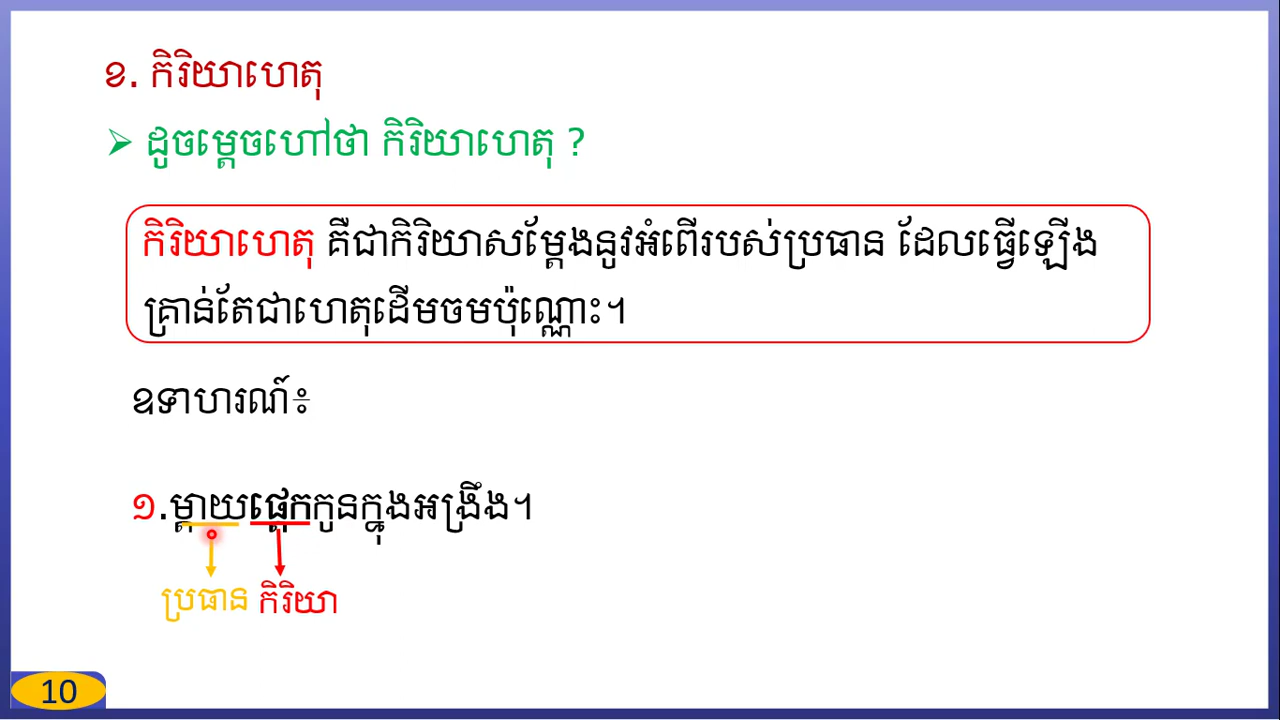 ខ. កិរិយាហេតុ
➢ ដូចម្ដេចហៅថា កិរិយាហេតុ ?
កិរិយាហេតុ គឺជាកិរិយាសម្ដែងនូវអំពើរបស់ប្រធាន ដែលធ្វើឡើង
គ្រាន់តែជាហេតុដើមចមប៉ុណ្ណោះ។
ឧទាហរណ៍៖
១.ម្ដាយផ្ដេកកូនក្នុងអង្រឹង។
ប្រធាន កិរិយា
10